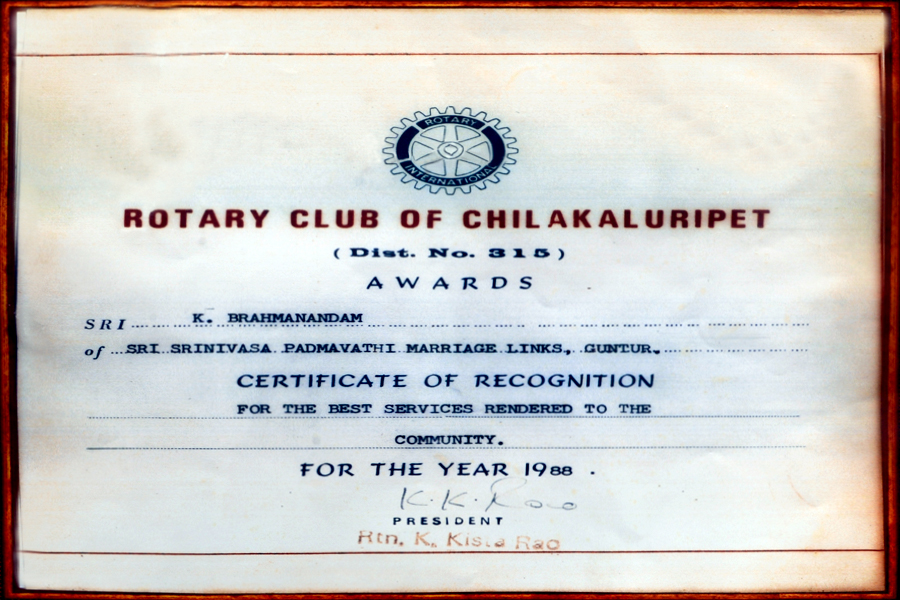 ROTARY
INTERNATIONAL
ROTARY CLUB OF CHILAKALURIPET
(Dist. No. 315)
AWARDS
SRI K. BRAHMANANDAM
of SRI SRINIVASA PADMAVATHI MARRIAGE LINKS, GUNTUR.
CERTIFICATE OF RECOGNITION
FOR THE BEST SERVICES RENDERED TO THE
COMMUNITY.
FOR THE YEAR 1988 .
K. K. Rao
PRESIDENT
Rtn. K. Kista Rao